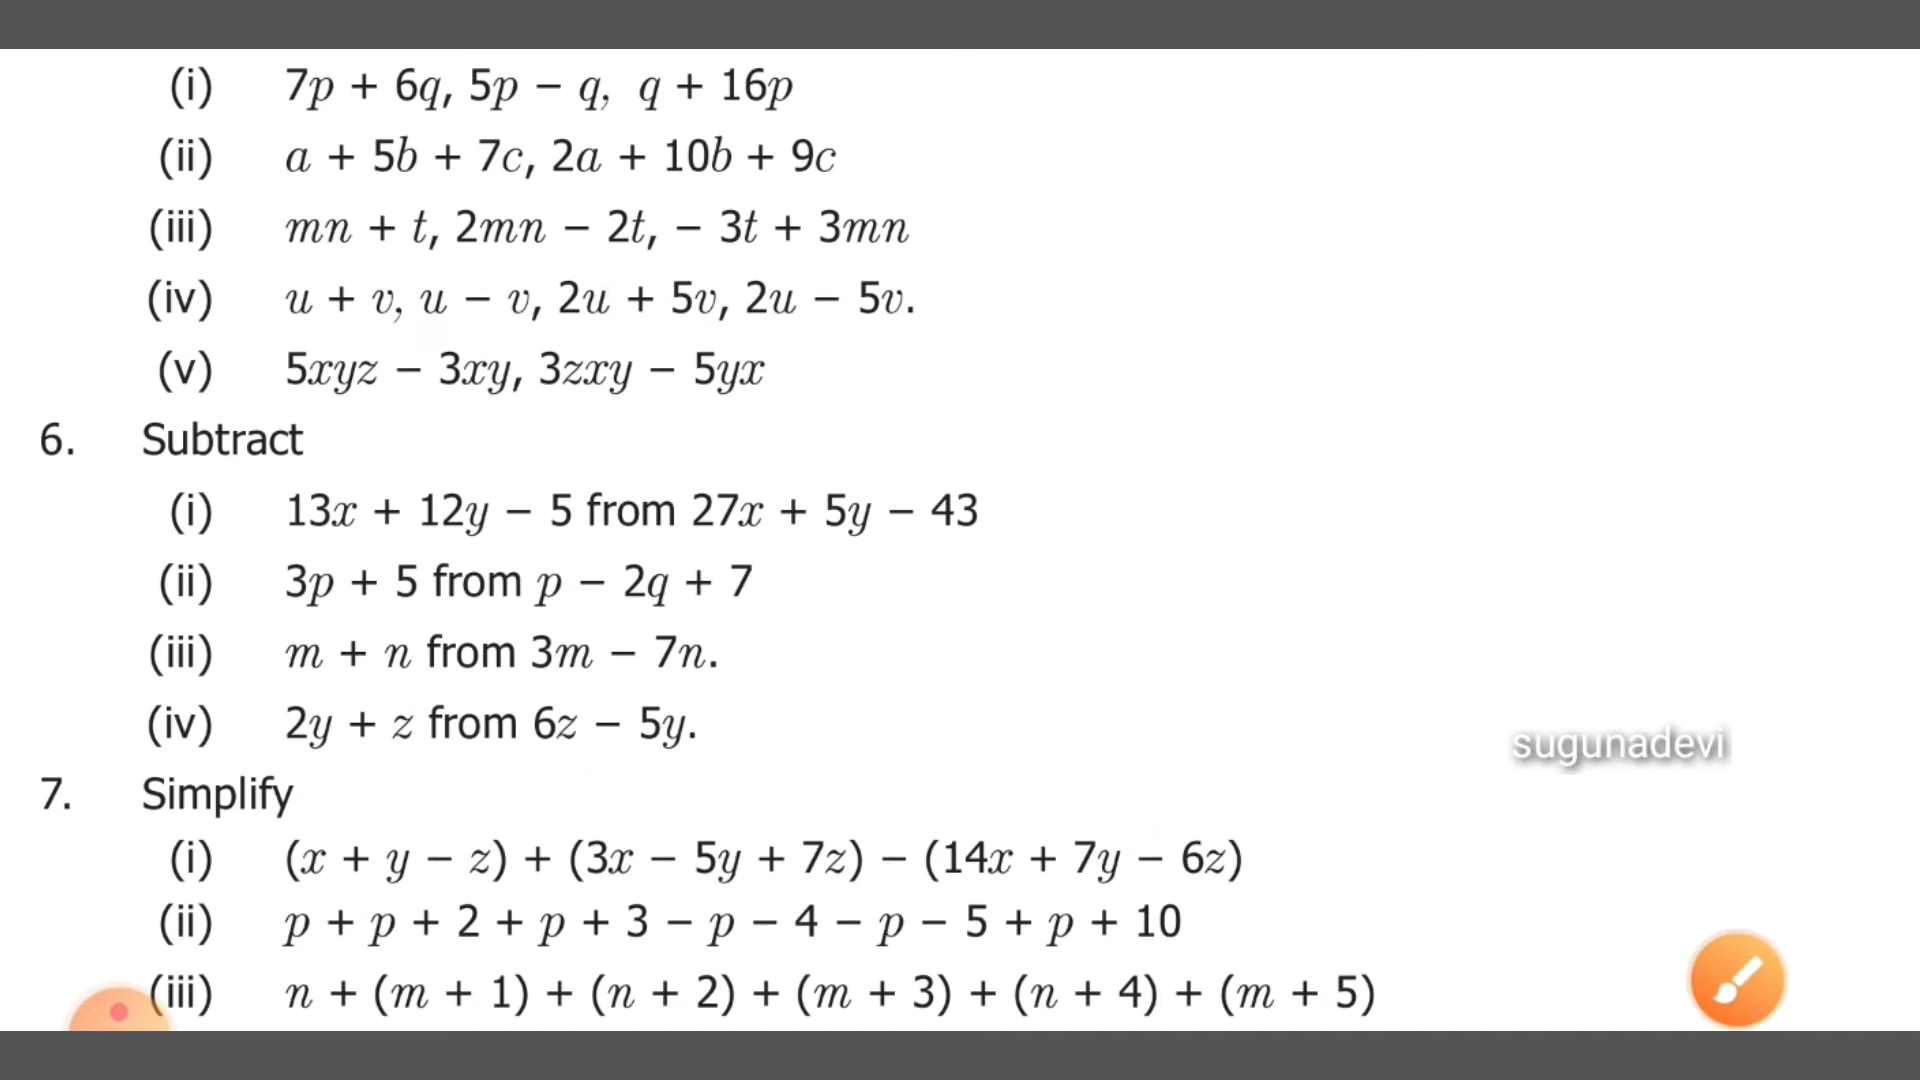 (i) 7p + 6q, 5p − q, q + 16p
(ii) a + 5b + 7c, 2a + 10b + 9c
(iii) mn + t, 2mn − 2t, − 3t + 3mn
(iv) u + v, u − v, 2u + 5v, 2u − 5v.
(v) 5xyz − 3xy, 3zxy − 5yx
6. Subtract
(i) 13x + 12y − 5 from 27x + 5y − 43
(ii) 3p + 5 from p − 2q + 7
(iii) m + n from 3m − 7n.
(iv) 2y + z from 6z − 5y.
sugunadevi
7. Simplify
(i) (x + y − z) + (3x − 5y + 7z) − (14x + 7y − 6z)
(ii) p + p + 2 + p + 3 − p − 4 − p − 5 + p + 10
(iii) n + (m + 1) + (n + 2) + (m + 3) + (n + 4) + (m + 5)